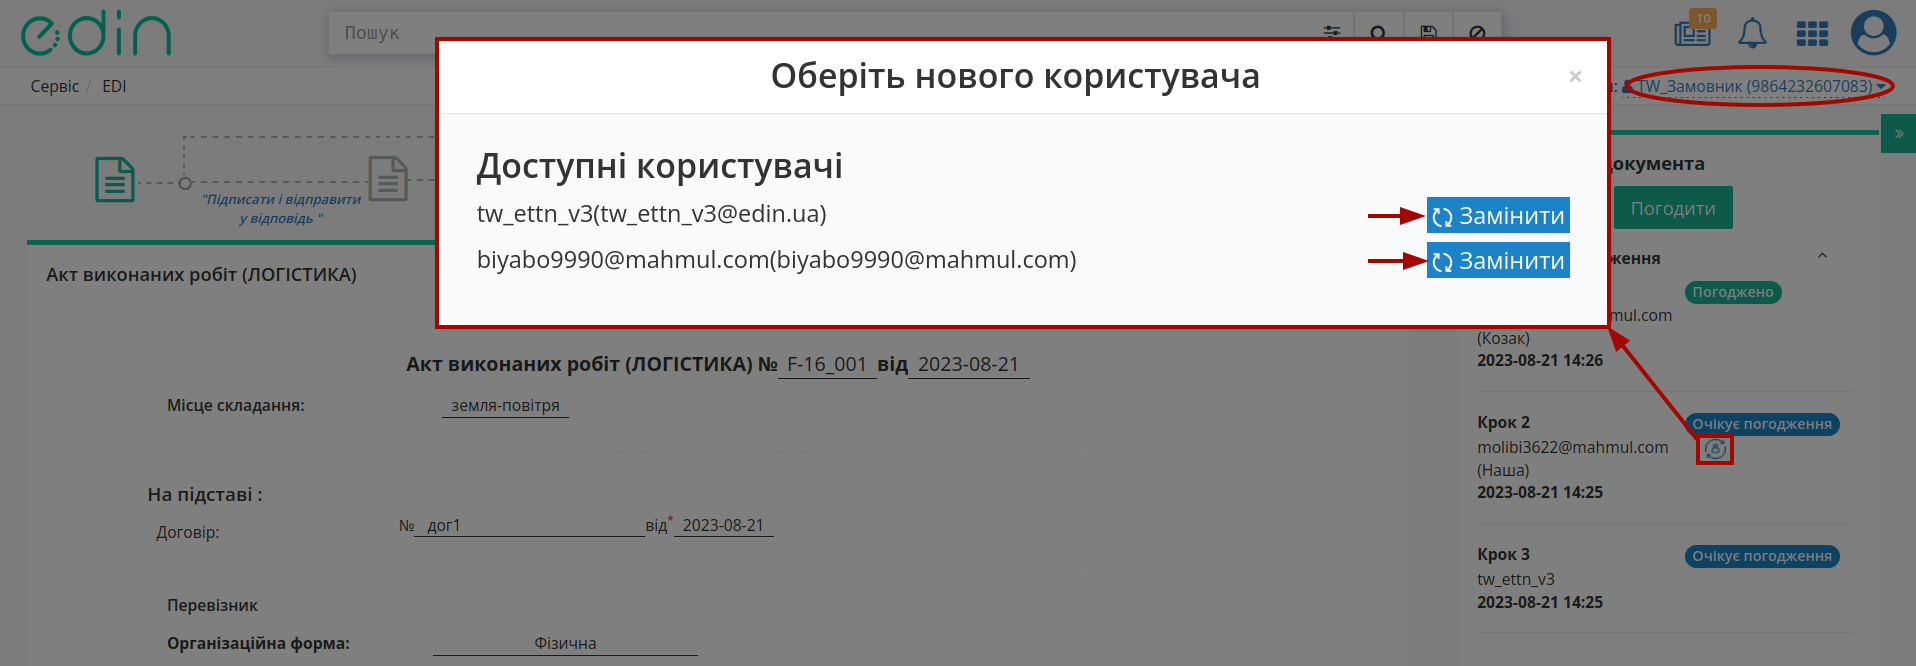 edin
Пошук
10
Сервіс / EDI
: TW_Замовник (9864232607083)
Оберіть нового користувача
×
Доступні користувачі
tw_ettn_v3(tw_ettn_v3@edin.ua)
Замінити
biyabo9990@mahmul.com(biyabo9990@mahmul.com)
Замінити
"Підписати і відправити
у відповідь "
»
окумента
Погодити
ження
Погоджено
mul.com
(Козак)
2023-08-21 14:26
Акт виконаних робіт (ЛОГІСТИКА)
Акт виконаних робіт (ЛОГІСТИКА) № F-16_001 від 2023-08-21
Місце складання: земля-повітря
На підставі :
Договір: № дог1 від* 2023-08-21
Перевізник
Організаційна форма: Фізична
Крок 2 Очікує погодження
molibi3622@mahmul.com
(Наша)
2023-08-21 14:25
Крок 3 Очікує погодження
tw_ettn_v3
2023-08-21 14:25